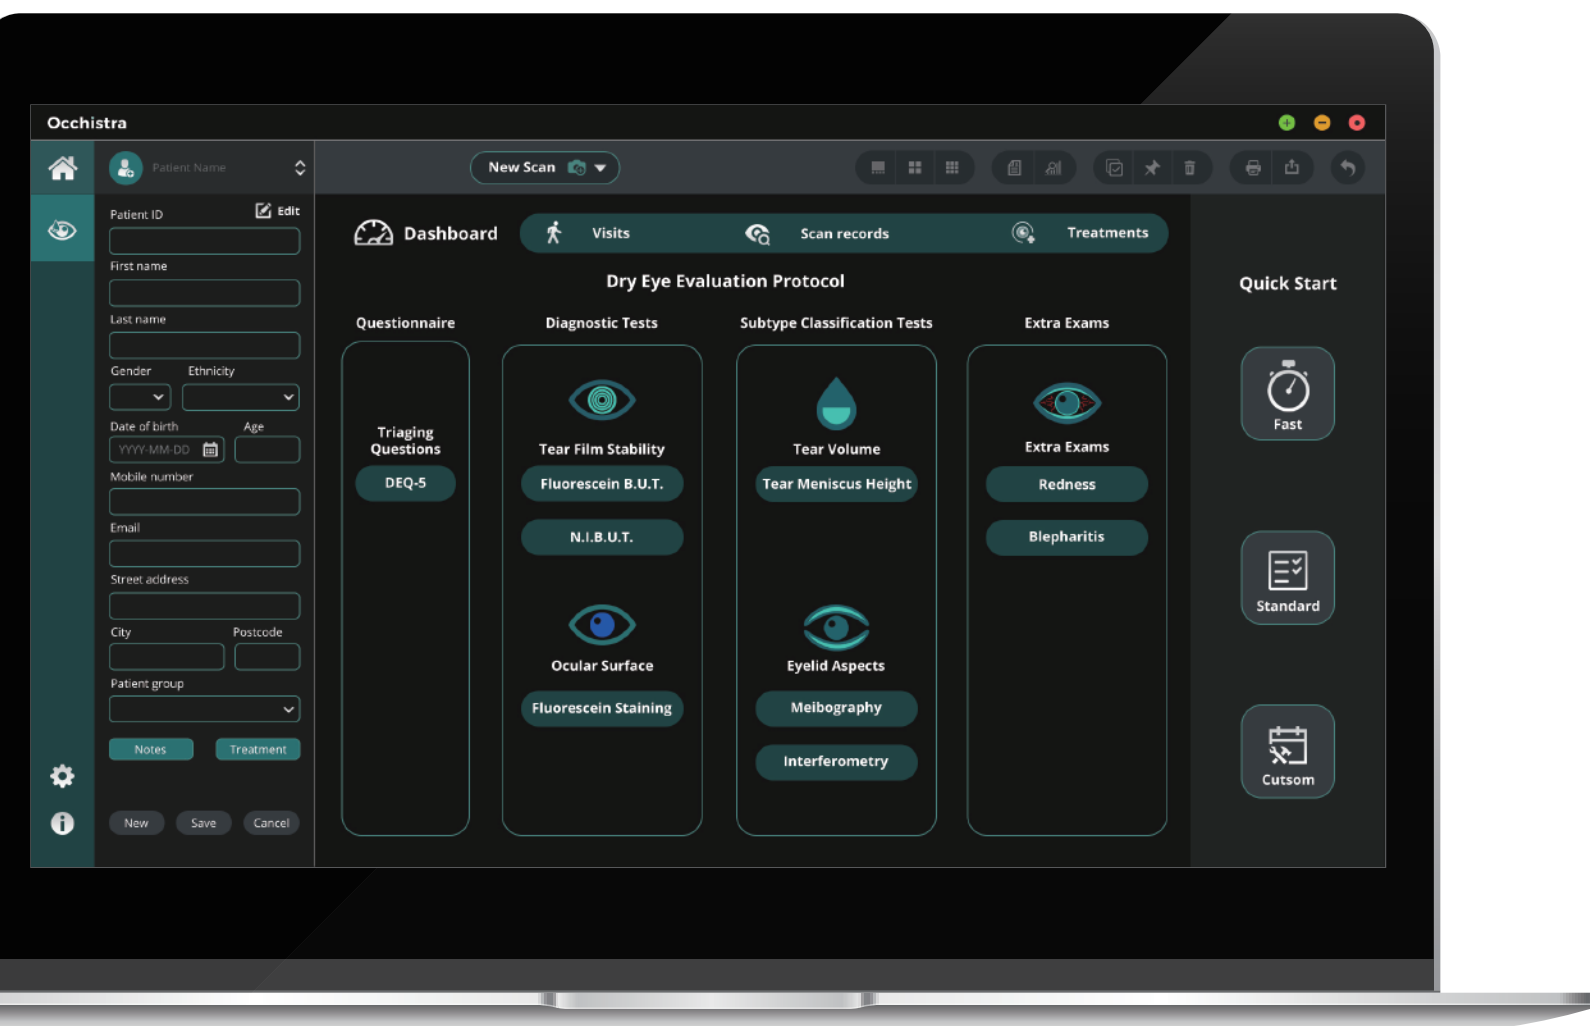 Occhistra
Patient Name
New Scan
Patient ID
Edit
First name
Last name
Gender Ethnicity
Date of birth Age
YYYY-MM-DD
Mobile number
Email
Street address
City Postcode
Patient group
Notes Treatment
New Save Cancel
Dashboard Visits Scan records Treatments
Dry Eye Evaluation Protocol
Questionnaire
Triaging
Questions
DEQ-5
Diagnostic Tests
Tear Film Stability
Fluorescein B.U.T.
N.I.B.U.T.
Ocular Surface
Fluorescein Staining
Subtype Classification Tests
Tear Volume
Tear Meniscus Height
Eyelid Aspects
Meibography
Interferometry
Extra Exams
Extra Exams
Redness
Blepharitis
Quick Start
Fast
Standard
Cutsom